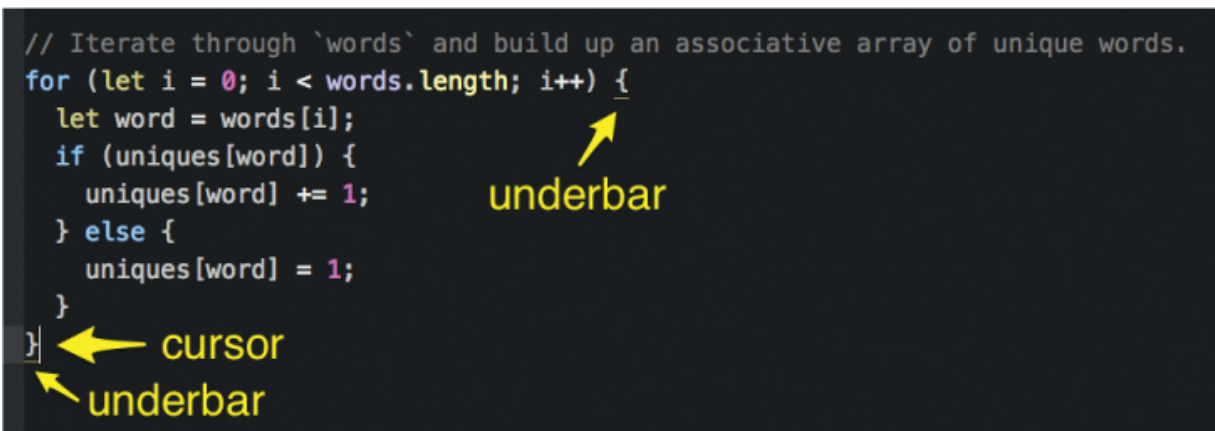 // Iterate through `words` and build up an associative array of unique words.
for (let i = 0; i < words.length; i++) {
  let word = words[i];
  if (uniques[word]) {
    uniques[word] += 1;
underbar
  } else {
    uniques[word] = 1;
  }
}
cursor
underbar